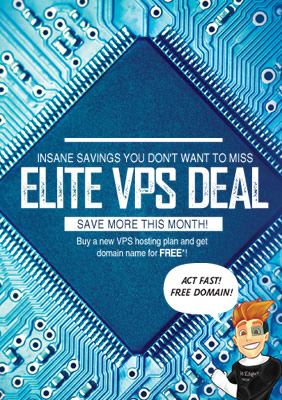 INSANE SAVINGS YOU DON'T WANT TO MISS
ELITE VPS DEAL
SAVE MORE THIS MONTH!
Buy a new VPS hosting plan and get
domain name for FREE*!
ACT FAST!
FREE DOMAIN!